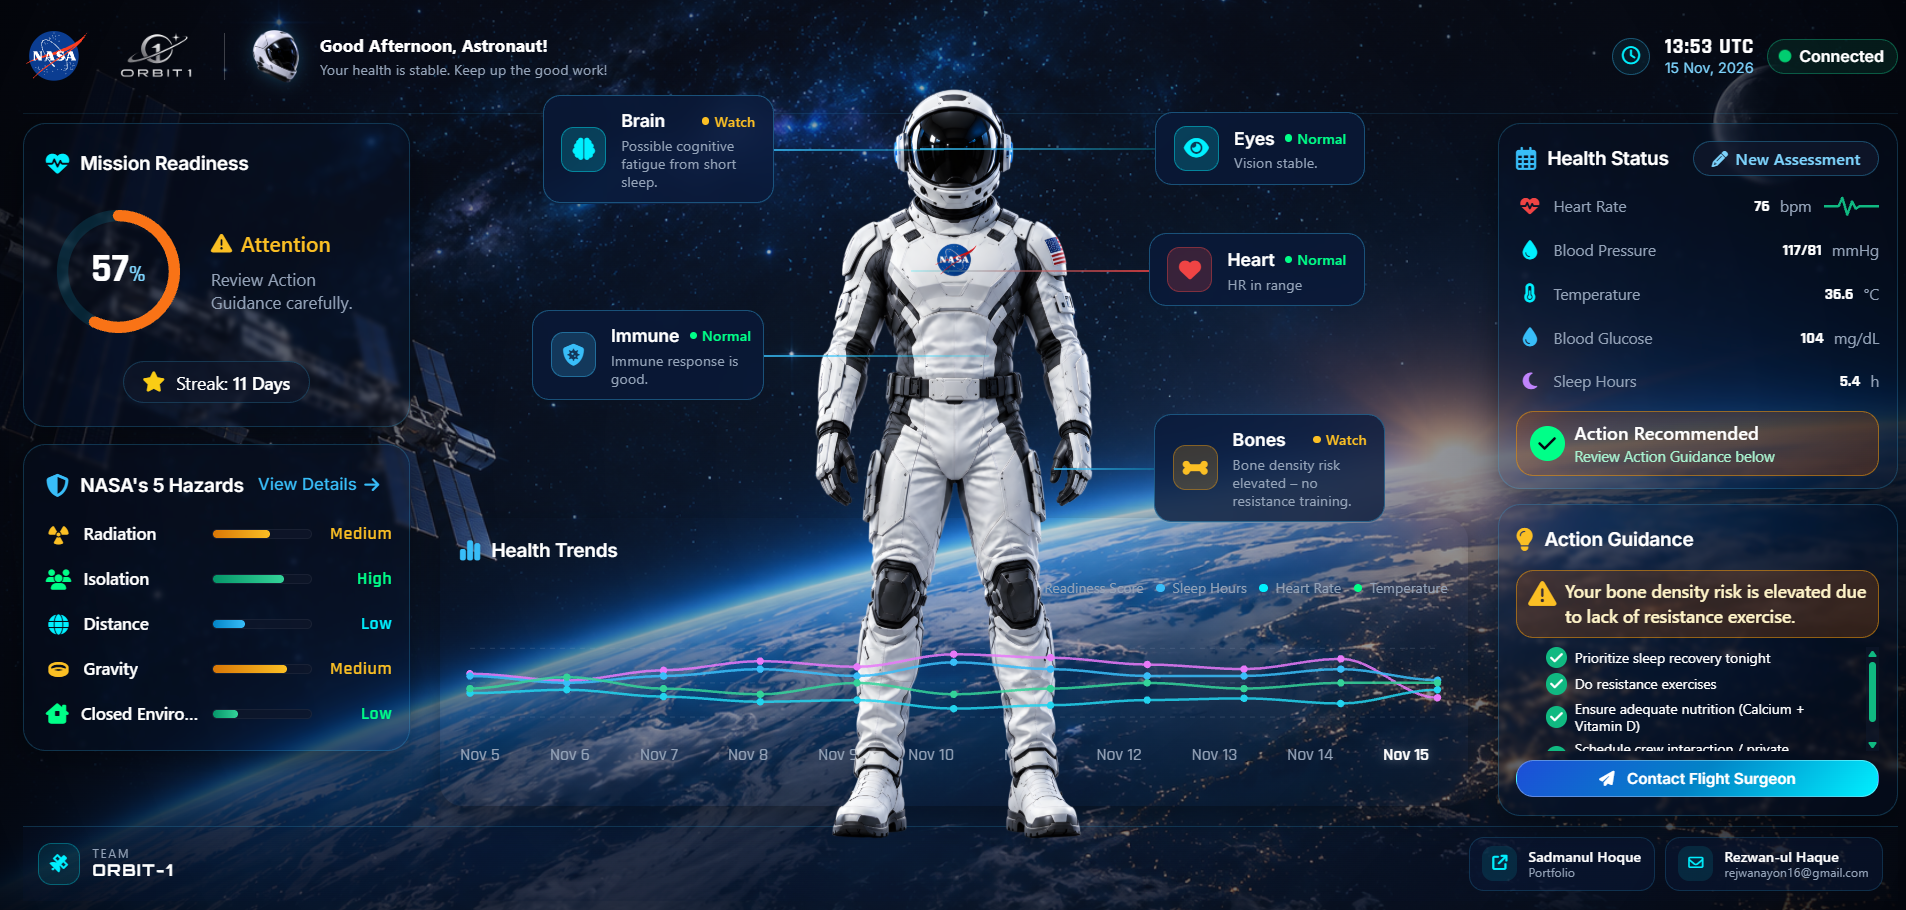 NASA
1
ORBIT1
Good Afternoon, Astronaut!
Your health is stable. Keep up the good work!
13:53 UTC
15 Nov, 2026
Connected
Mission Readiness
57%
Attention
Review Action
Guidance carefully.
Streak: 11 Days
NASA's 5 Hazards
View Details →
Radiation
Medium
Isolation
High
Distance
Low
Gravity
Medium
Closed Enviro...
Low
Brain
Watch
Possible cognitive
fatigue from short
sleep.
Eyes
Normal
Vision stable.
Heart
Normal
HR in range
NASA
Immune
Normal
Immune response is
good.
Bones
Watch
Bone density risk
elevated – no
resistance training.
Health Trends
Readiness Score
Sleep Hours
Heart Rate
Temperature
Nov 5
Nov 6
Nov 7
Nov 8
Nov 9
Nov 10
Nov 12
Nov 13
Nov 14
Nov 15
Health Status
New Assessment
Heart Rate
76 bpm
Blood Pressure
117/81 mmHg
Temperature
36.6 °C
Blood Glucose
104 mg/dL
Sleep Hours
5.4 h
Action Recommended
Review Action Guidance below
Action Guidance
Your bone density risk is elevated due
to lack of resistance exercise.
Prioritize sleep recovery tonight
Do resistance exercises
Ensure adequate nutrition (Calcium +
Vitamin D)
Schedule crew interaction / private
Contact Flight Surgeon
TEAM
ORBIT-1
Sadmanul Hoque
Portfolio
Rezwan-ul Haque
rejwanayon16@gmail.com